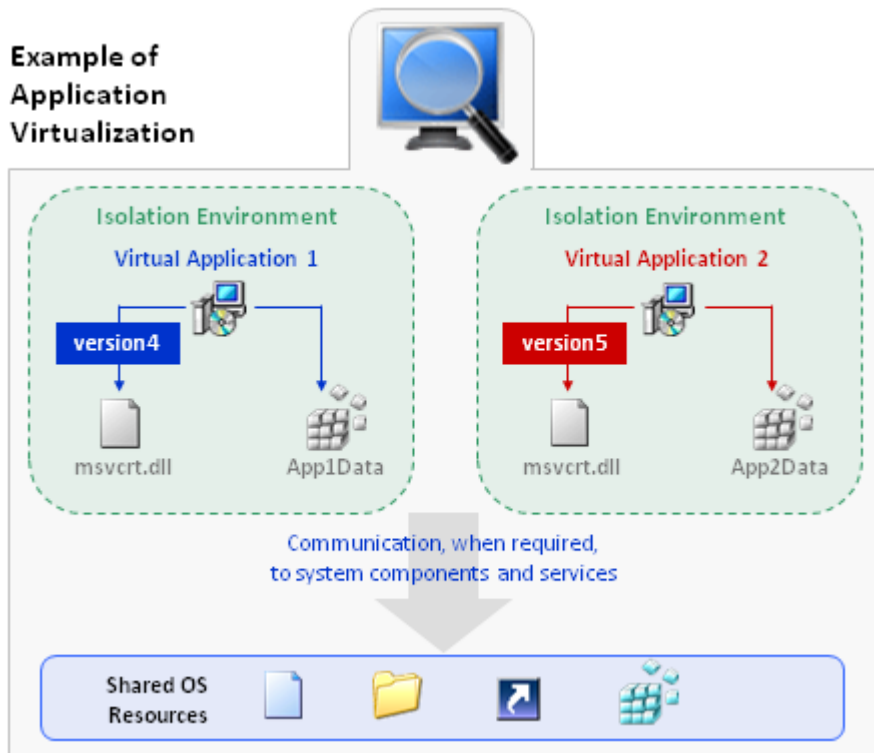 Example of
Application
Virtualization
Isolation Environment
Virtual Application 1
version4
msvcrt.dll
App1Data
Isolation Environment
Virtual Application 2
version5
msvcrt.dll
App2Data
Communication, when required,
to system components and services
Shared OS
Resources